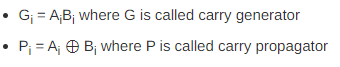 • Gᵢ = AᵢBᵢ where G is called carry generator
• Pᵢ = Aᵢ ⊕ Bᵢ where P is called carry propagator